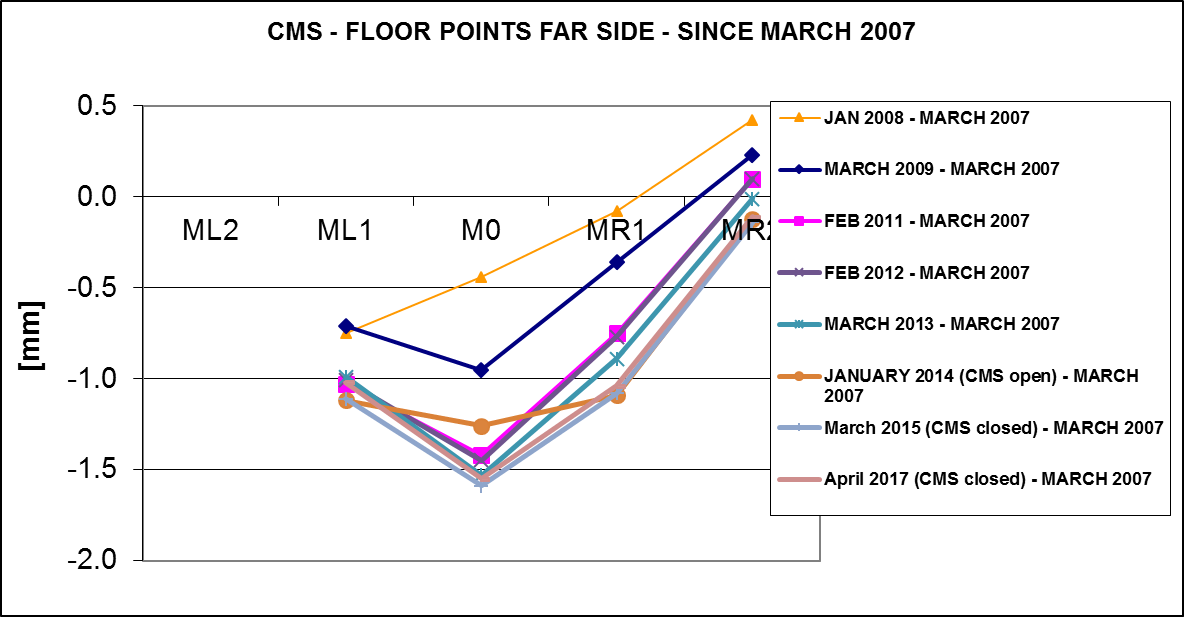 CMS - FLOOR POINTS FAR SIDE - SINCE MARCH 2007
0.5
0.0
-0.5
-1.0
-1.5
-2.0
[mm]
ML2 ML1 M0 MR1 MR2
JAN 2008 - MARCH 2007
MARCH 2009 - MARCH 2007
FEB 2011 - MARCH 2007
FEB 2012 - MARCH 2007
MARCH 2013 - MARCH 2007
JANUARY 2014 (CMS open) - MARCH
2007
March 2015 (CMS closed) - MARCH 2007
April 2017 (CMS closed) - MARCH 2007